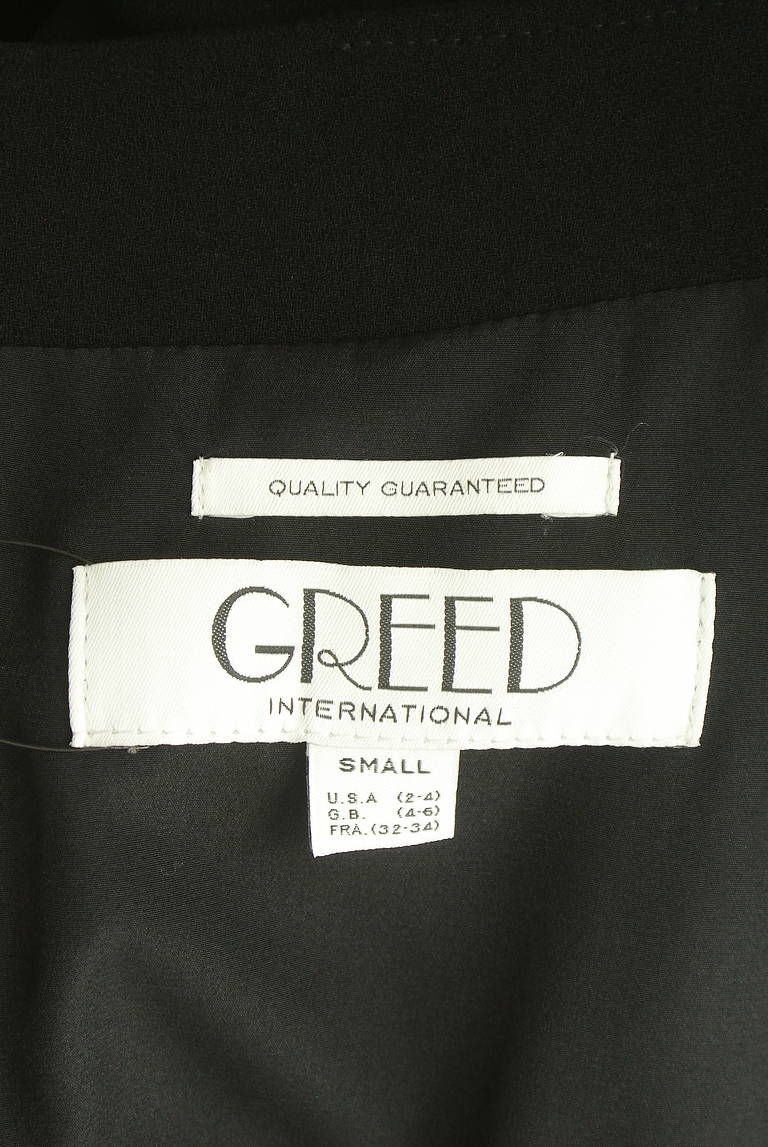 QUALITY GUARANTEED
GREED
INTERNATIONAL
SMALL
U.S.A (2-4)
G.B. (4-6)
FRA.(32-34)